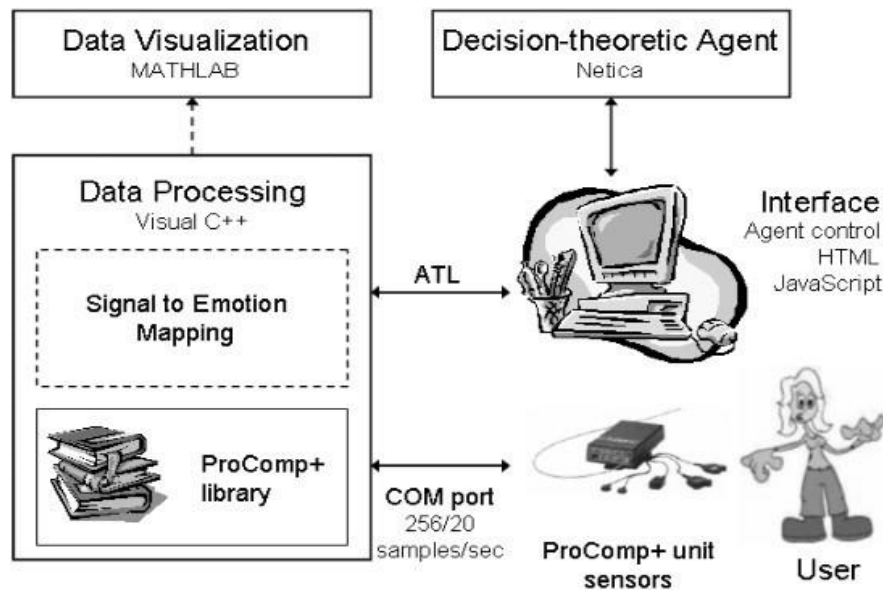 Data Visualization
MATHLAB
Decision-theoretic Agent
Netica
Data Processing
Visual C++
Signal to Emotion
Mapping
ATL
Interface
Agent control
HTML
JavaScript
ProComp+
library
COM port
256/20
samples/sec
ProComp+ unit
sensors
User